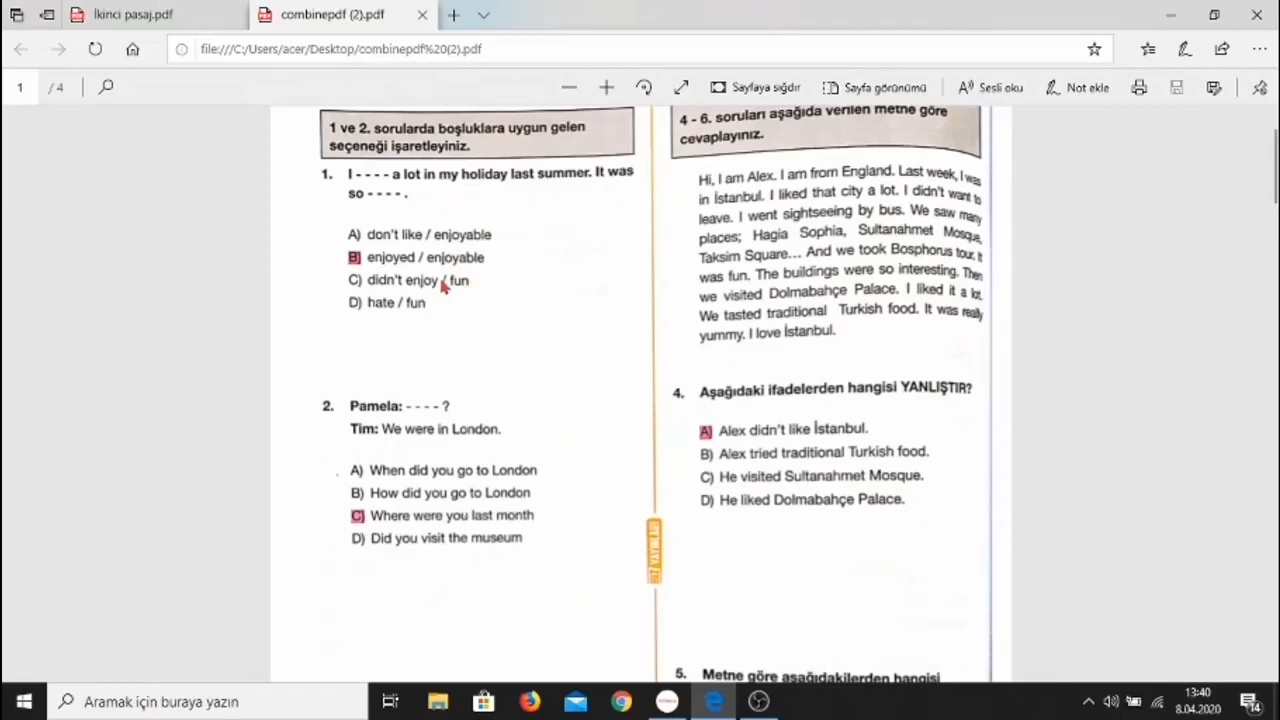 İkinci pasaj.pdf
combinepdf (2).pdf
file:///C:/Users/acer/Desktop/combinepdf%20(2).pdf
1 / 4
Sayfaya sığdır
Sayfa görünümü
Sesli oku
Not ekle
1 ve 2. sorularda boşluklara uygun gelen
seçeneği işaretleyiniz.
1. I - - - - a lot in my holiday last summer. It was
so - - - - .
A) don't like / enjoyable
B) enjoyed / enjoyable
C) didn't enjoy / fun
D) hate / fun
2. Pamela: - - - - ?
Tim: We were in London.
A) When did you go to London
B) How did you go to London
C) Where were you last month
D) Did you visit the museum
4 - 6. soruları aşağıda verilen metne göre
cevaplayınız.
Hi, I am Alex. I am from England. Last week, I was
in İstanbul. I liked that city a lot. I didn't want to
leave. I went sightseeing by bus. We saw many
places; Hagia Sophia, Sultanahmet Mosque,
Taksim Square... And we took Bosphorus tour. It
was fun. The buildings were so interesting. Then
we visited Dolmabahçe Palace. I liked it a lot.
We tasted traditional Turkish food. It was really
yummy. I love İstanbul.
4. Aşağıdaki ifadelerden hangisi YANLIŞTIR?
A) Alex didn't like İstanbul.
B) Alex tried traditional Turkish food.
C) He visited Sultanahmet Mosque.
D) He liked Dolmabahçe Palace.
5. Metne göre aşağıdakilerden hangisi
Aramak için buraya yazın
13:40
8.04.2020
14